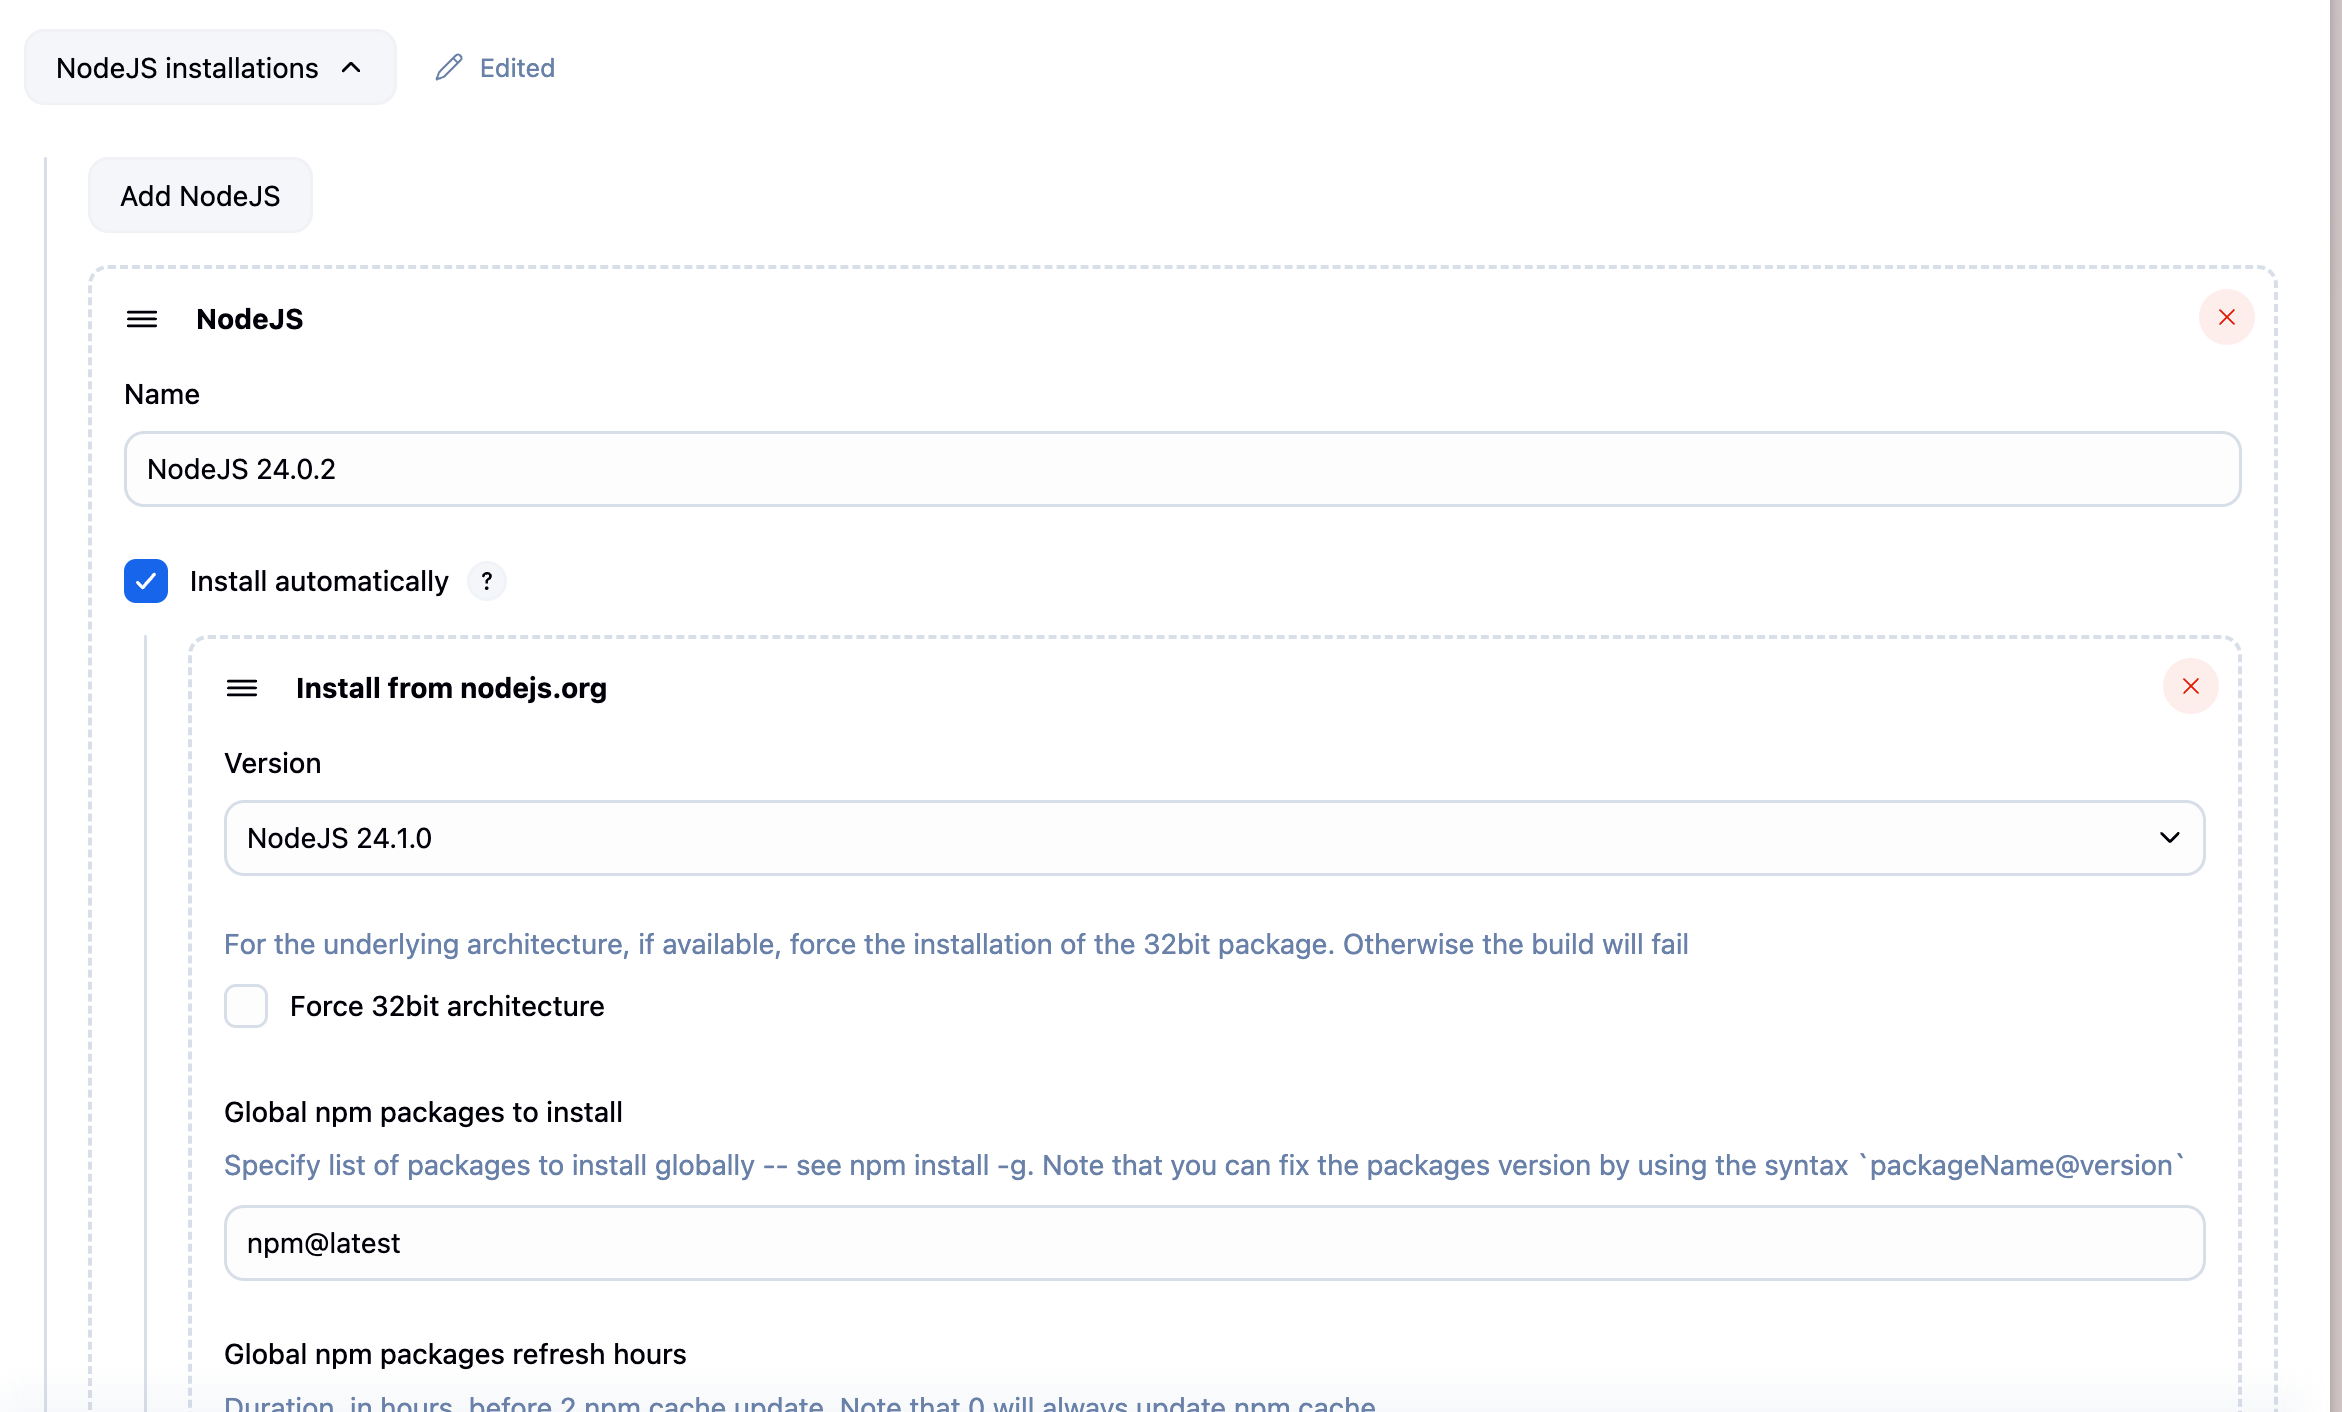 NodeJS installations
Edited
Add NodeJS
NodeJS
Name
NodeJS 24.0.2
Install automatically ?
Install from nodejs.org
Version
NodeJS 24.1.0
For the underlying architecture, if available, force the installation of the 32bit package. Otherwise the build will fail
Force 32bit architecture
Global npm packages to install
Specify list of packages to install globally -- see npm install -g. Note that you can fix the packages version by using the syntax `packageName@version`
npm@latest
Global npm packages refresh hours
Duration, in hours, before 2 npm cache update. Note that 0 will always update npm cache